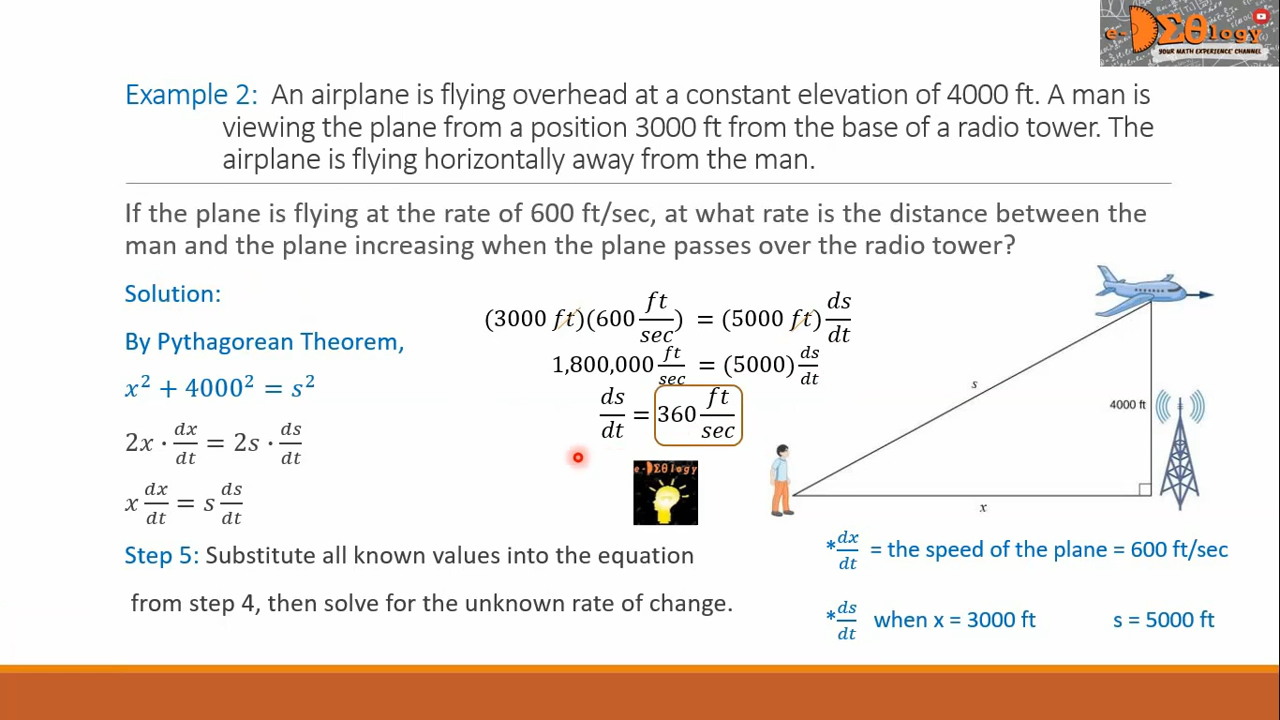 e-DΣθlogy
YOUR MATH EXPERIENCE CHANNEL
Example 2: An airplane is flying overhead at a constant elevation of 4000 ft. A man is
viewing the plane from a position 3000 ft from the base of a radio tower. The
airplane is flying horizontally away from the man.
If the plane is flying at the rate of 600 ft/sec, at what rate is the distance between the
man and the plane increasing when the plane passes over the radio tower?
Solution:
By Pythagorean Theorem,
x² + 4000² = s²
2x · dx/dt = 2s · ds/dt
x dx/dt = s ds/dt
(3000 ft)(600 ft/sec) = (5000 ft) ds/dt
1,800,000 ft/sec = (5000) ds/dt
ds/dt = 360 ft/sec
e-DΣθlogy
s
4000 ft
x
Step 5: Substitute all known values into the equation
from step 4, then solve for the unknown rate of change.
*dx/dt = the speed of the plane = 600 ft/sec
*ds/dt when x = 3000 ft s = 5000 ft